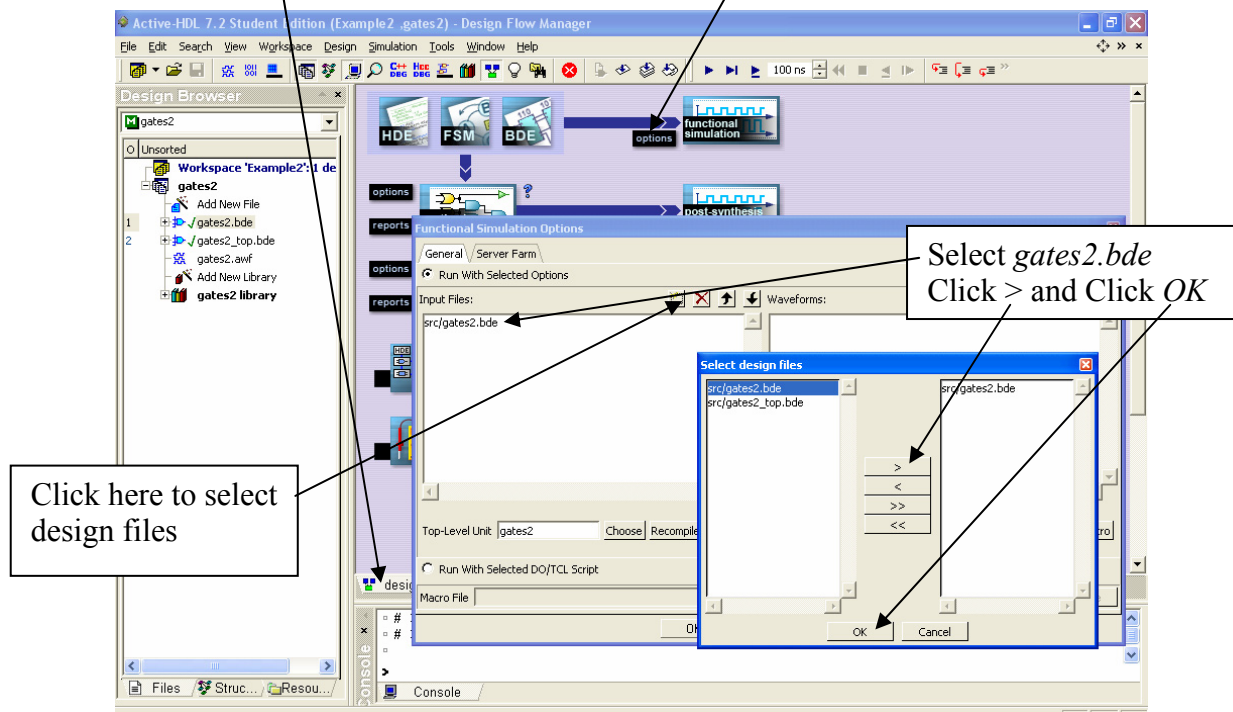 Active-HDL 7.2 Student Edition (Example2 ,gates2) - Design Flow Manager
File Edit Search View Workspace Design Simulation Tools Window Help
C++ DBG HDL DBG 100 ns
Design Browser
gates2
O Unsorted
Workspace 'Example2': 1 de
gates2
Add New File
1 gates2.bde
2 gates2_top.bde
gates2.awf
Add New Library
gates2 library
Files Struc... Resou...
HDE FSM BDE
options
functional simulation
options
post-synthesis
reports
options
reports
HDE
Functional Simulation Options
General Server Farm
Run With Selected Options
Input Files:
Waveforms:
src/gates2.bde
Top-Level Unit gates2 Choose Recompile
Run With Selected DO/TCL Script
Macro File
Select design files
src/gates2.bde
src/gates2_top.bde
src/gates2.bde
>
<
>>
<<
OK Cancel
Select gates2.bde
Click > and Click OK
Click here to select
design files
Console
>
Console